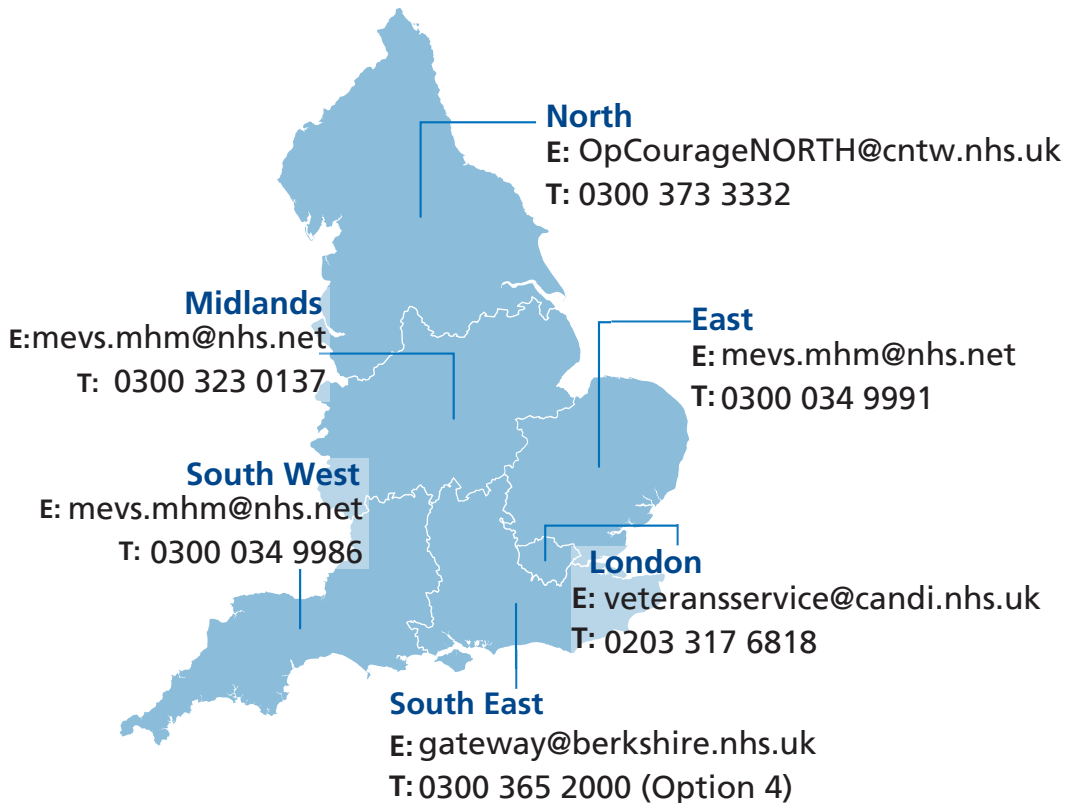 North
E: OpCourageNORTH@cntw.nhs.uk
T: 0300 373 3332
Midlands
E:mevs.mhm@nhs.net
T: 0300 323 0137
East
E: mevs.mhm@nhs.net
T: 0300 034 9991
South West
E: mevs.mhm@nhs.net
T: 0300 034 9986
London
E: veteransservice@candi.nhs.uk
T: 0203 317 6818
South East
E: gateway@berkshire.nhs.uk
T: 0300 365 2000 (Option 4)